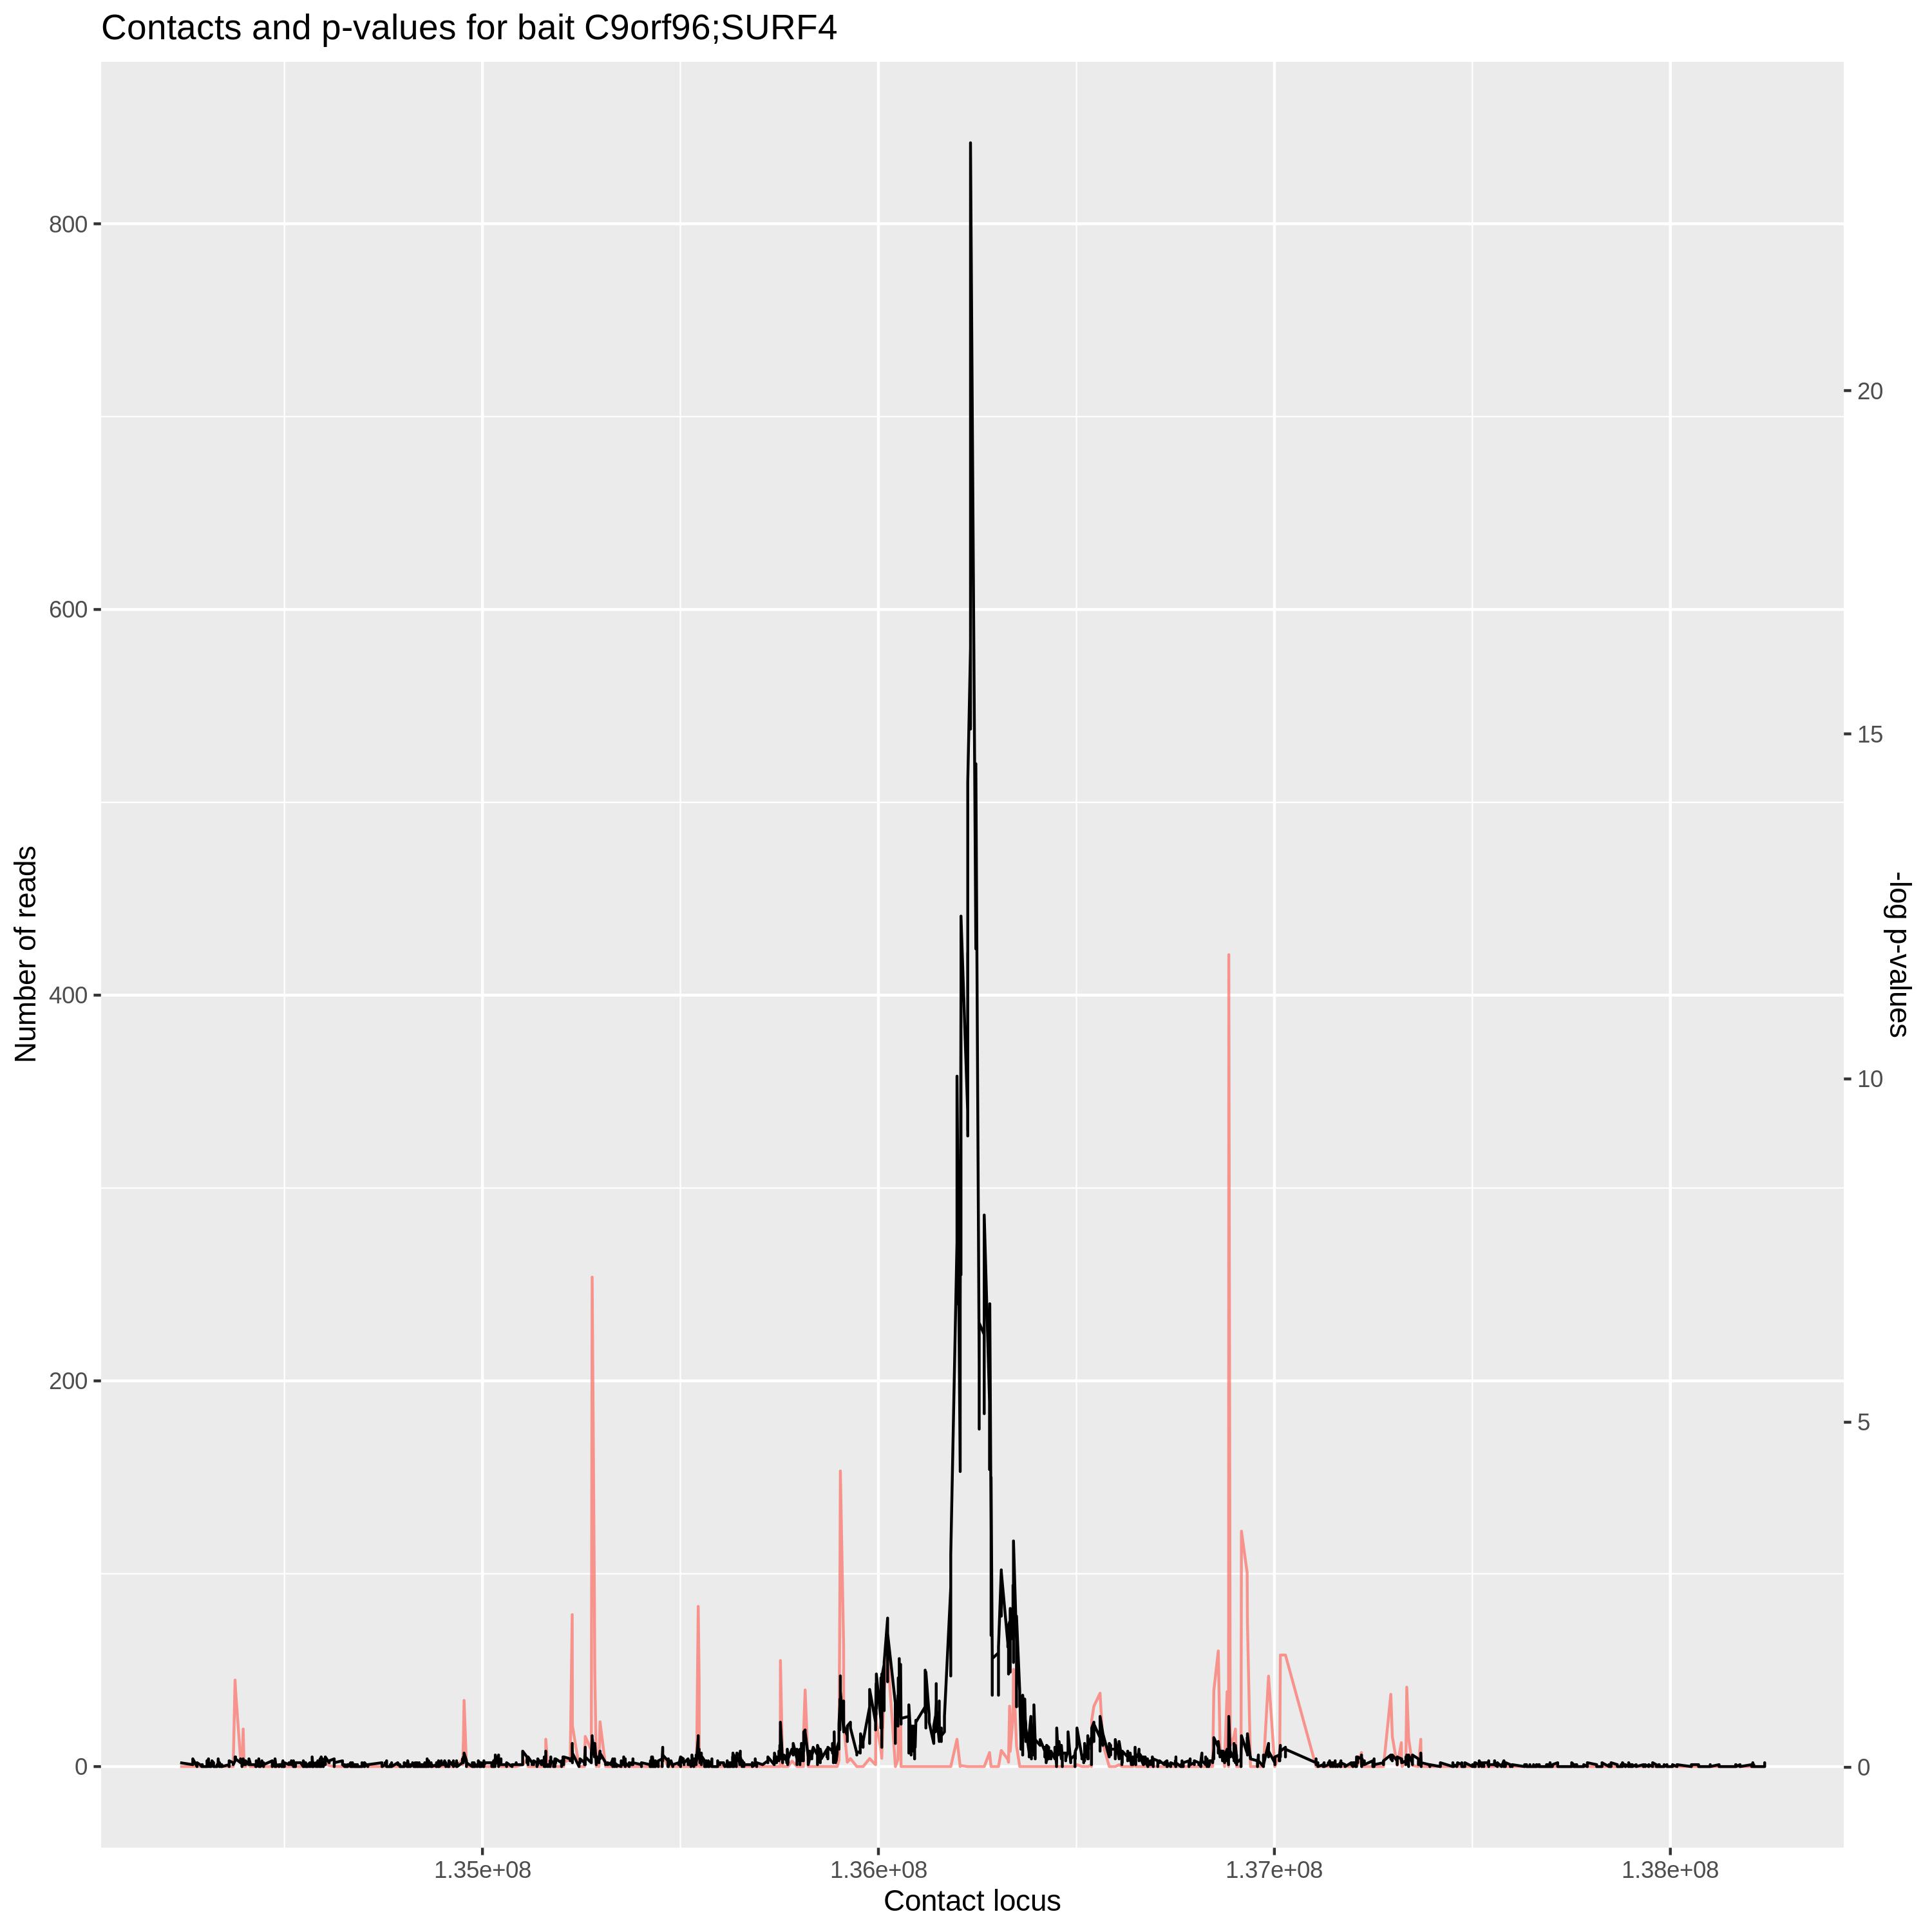 Contacts and p-values for bait C9orf96;SURF4
800
600
400
200
0
Number of reads
20
15
10
5
0
-log p-values
1.35e+08
1.36e+08
1.37e+08
1.38e+08
Contact locus